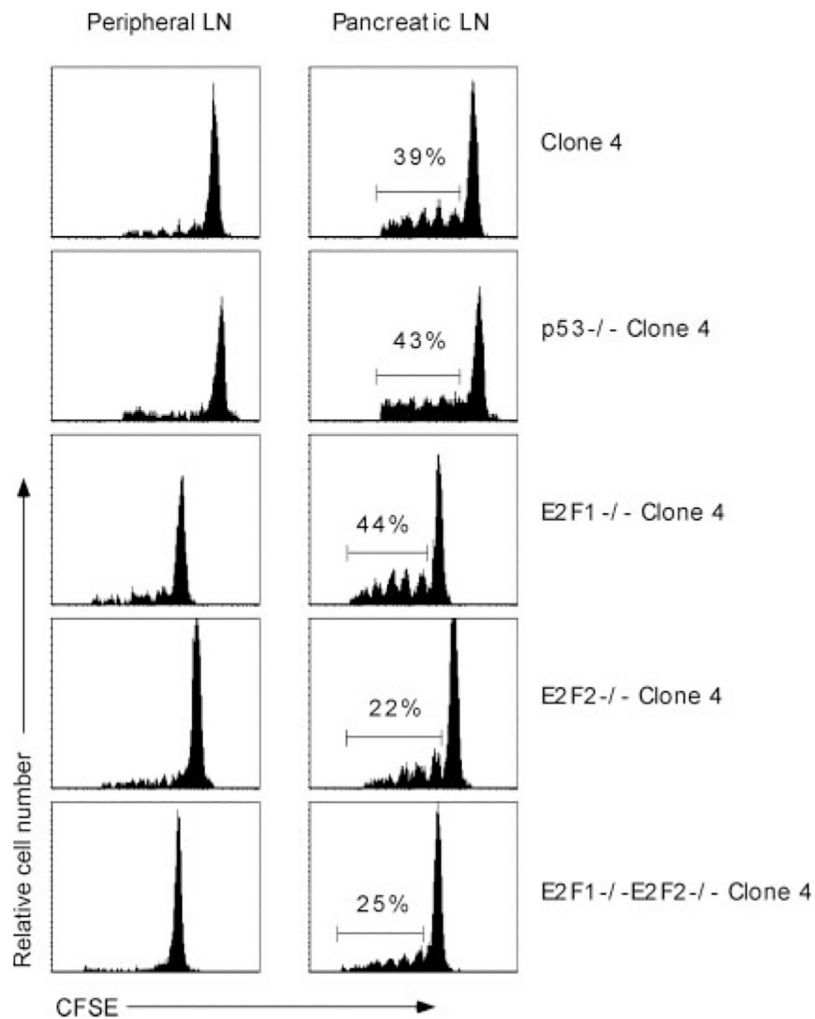 Peripheral LN
Pancreatic LN
39%
Clone 4
43%
p53-/- Clone 4
44%
E2F1-/- Clone 4
22%
E2F2-/- Clone 4
25%
E2F1-/-E2F2-/- Clone 4
Relative cell number
CFSE